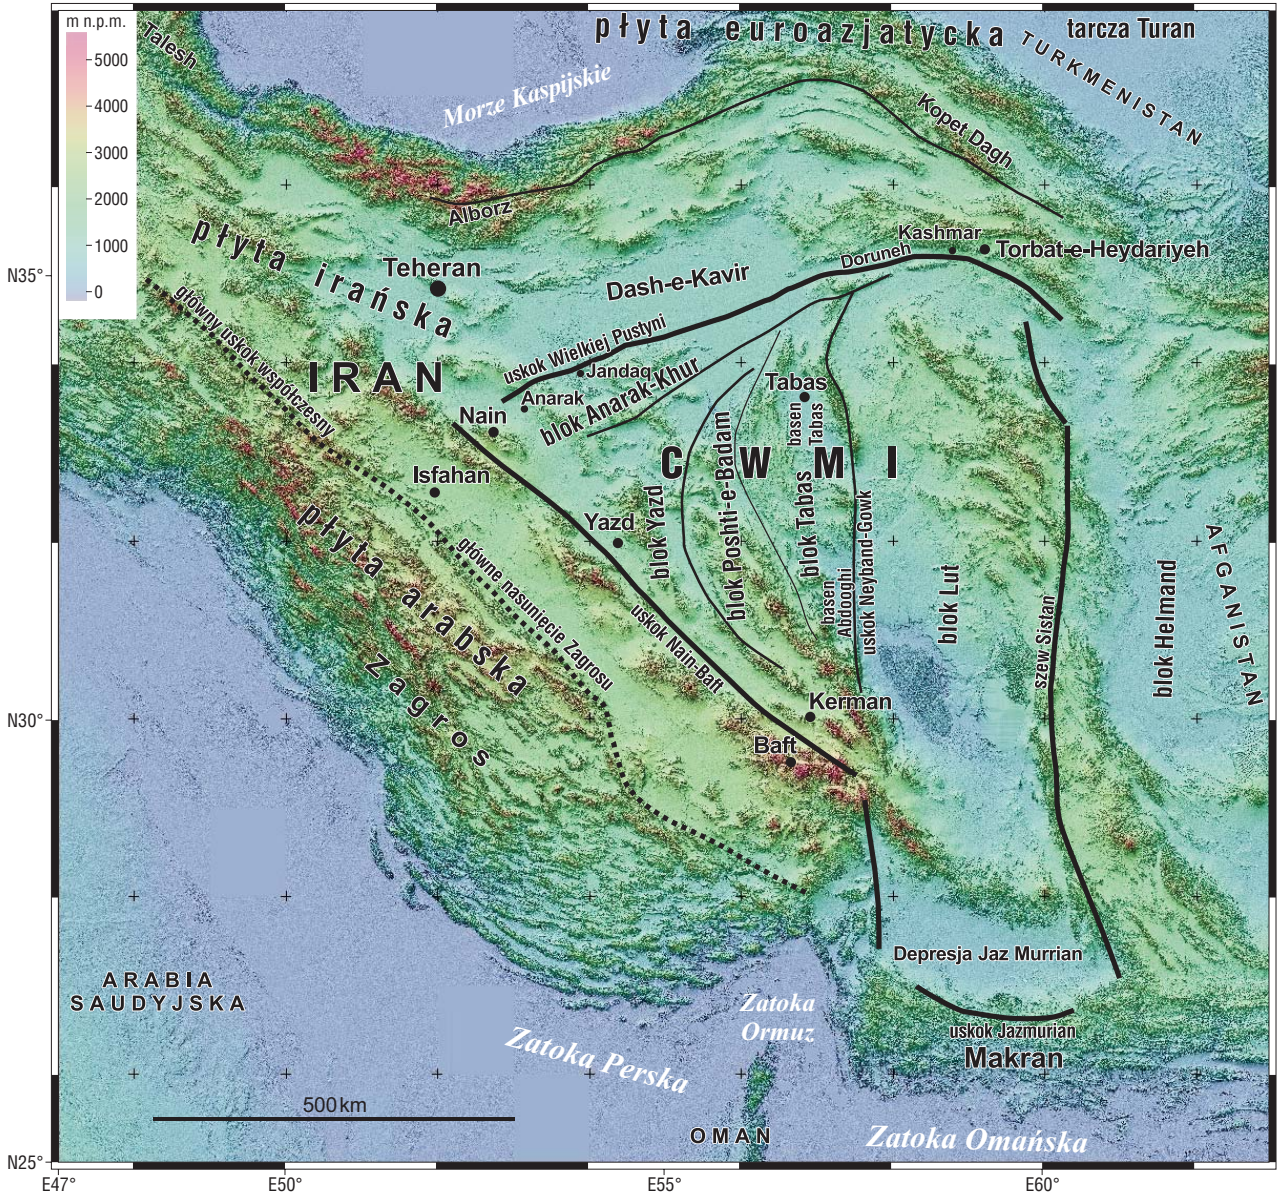 m n.p.m.
5000
4000
3000
2000
1000
0
Talesh
płyta euroazjatycka
tarcza Turan
TURKMENISTAN
Morze Kaspijskie
Kopet Dagh
Alborz
płyta irańska
Teheran
Dash-e-Kavir
Doruneh
Kashmar
Torbat-e-Heydariyeh
N35°
główny uskok współczesny
IRAN
uskok Wielkiej Pustyni
Jandaq
Anarak
blok Anarak-Khur
Nain
Tabas
basen
Tabas
C W M I
Isfahan
Yazd
blok Yazd
blok Poshti-e-Badam
blok Tabas
basen
Abdooghi
uskok Neyband-Gowk
blok Lut
szew Sistan
blok Helmand
AFGANISTAN
płyta arabska
Zagros
główne nasunięcie Zagrosu
uskok Nain-Baft
Kerman
Baft
N30°
Depresja Jaz Murrian
uskok Jazmurian
Makran
ARABIA
SAUDYJSKA
Zatoka
Ormuz
Zatoka Perska
500 km
OMAN
Zatoka Omańska
N25°
E47°
E50°
E55°
E60°